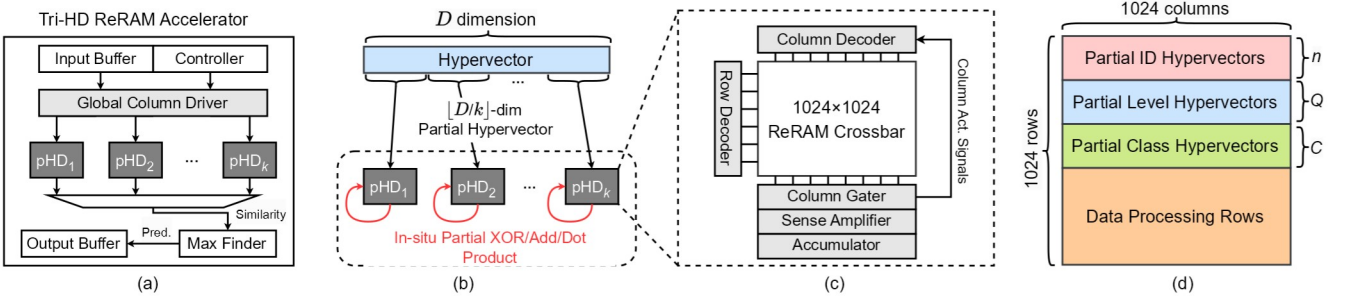 Tri-HD ReRAM Accelerator
Input Buffer
Controller
Global Column Driver
pHD₁
pHD₂
...
pHDₖ
Similarity
Output Buffer
Pred.
Max Finder
(a)
D dimension
Hypervector
...
⌊D/k⌋-dim
Partial Hypervector
pHD₁
pHD₂
...
pHDₖ
In-situ Partial XOR/Add/Dot
Product
(b)
Column Decoder
Row Decoder
1024×1024
ReRAM Crossbar
Column Act. Signals
Column Gater
Sense Amplifier
Accumulator
(c)
1024 columns
1024 rows
Partial ID Hypervectors
n
Partial Level Hypervectors
Q
Partial Class Hypervectors
C
Data Processing Rows
(d)